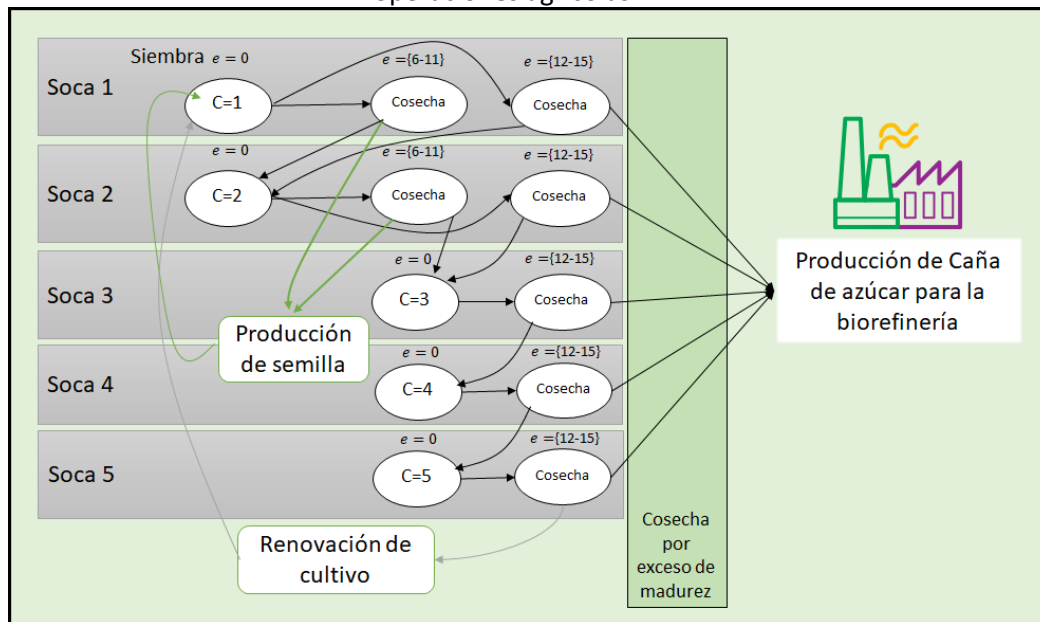 Siembra e = 0
e ={6-11}
e ={12-15}
Soca 1
C=1
Cosecha
Cosecha
e = 0
e ={6-11}
e ={12-15}
Soca 2
C=2
Cosecha
Cosecha
e = 0
e ={12-15}
Soca 3
C=3
Cosecha
Producción
de semilla
e = 0
e ={12-15}
Soca 4
C=4
Cosecha
e = 0
e ={12-15}
Soca 5
C=5
Cosecha
Renovación de
cultivo
Cosecha
por
exceso de
madurez
Producción de Caña
de azúcar para la
biorefinería